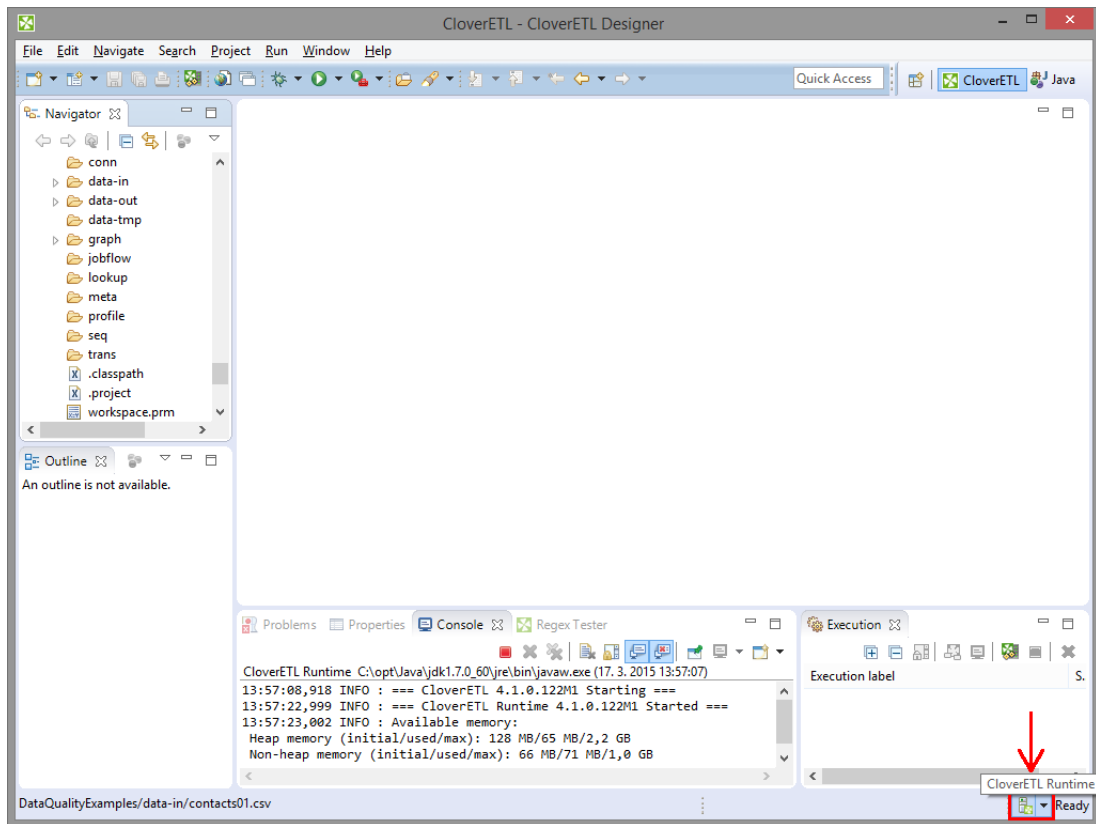 CloverETL - CloverETL Designer
File Edit Navigate Search Project Run Window Help
Quick Access CloverETL Java
Navigator
conn
data-in
data-out
data-tmp
graph
jobflow
lookup
meta
profile
seq
trans
.classpath
.project
workspace.prm
Outline
An outline is not available.
Problems Properties Console Regex Tester
CloverETL Runtime C:\opt\Java\jdk1.7.0_60\jre\bin\javaw.exe (17. 3. 2015 13:57:07)
13:57:08,918 INFO : === CloverETL 4.1.0.122M1 Starting ===
13:57:22,999 INFO : === CloverETL Runtime 4.1.0.122M1 Started ===
13:57:23,002 INFO : Available memory:
Heap memory (initial/used/max): 128 MB/65 MB/2,2 GB
Non-heap memory (initial/used/max): 66 MB/71 MB/1,0 GB
Execution
Execution label S.
CloverETL Runtime
DataQualityExamples/data-in/contacts01.csv
Ready